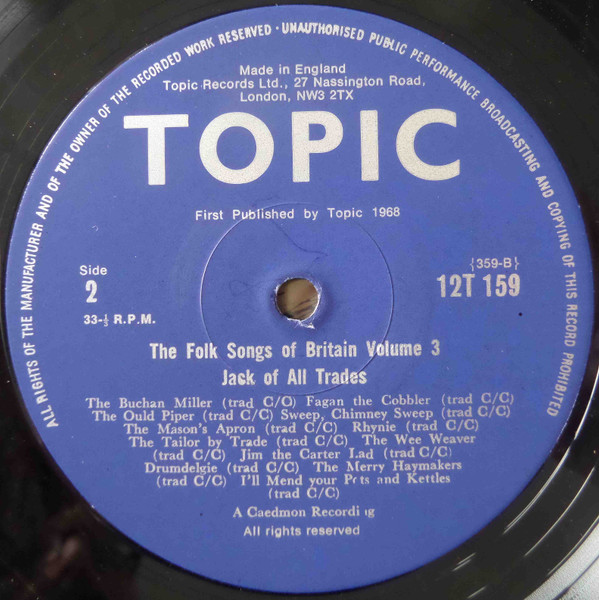 ALL RIGHTS OF THE MANUFACTURER AND OF THE OWNER OF THE RECORDED WORK RESERVED · UNAUTHORISED PUBLIC PERFORMANCE BROADCASTING AND COPYING OF THIS RECORD PROHIBITED
Made in England
Topic Records Ltd., 27 Nassington Road,
London, NW3 2TX
TOPIC
First Published by Topic 1968
Side
2
33-⅓ R.P.M.
{359-B}
12T 159
The Folk Songs of Britain Volume 3
Jack of All Trades
The Buchan Miller (trad C/C) Fagan the Cobbler (trad C/C)
The Ould Piper (trad C/C) Sweep, Chimney Sweep (trad C/C)
The Mason's Apron (trad C/C) Rhynie (trad C/C)
The Tailor by Trade (trad C/C) The Wee Weaver
(trad C/C) Jim the Carter Lad (trad C/C)
Drumdelgie (trad C/C) The Merry Haymakers
(trad C/C) I'll Mend your Pots and Kettles
(trad C/C)
A Caedmon Recording
All rights reserved